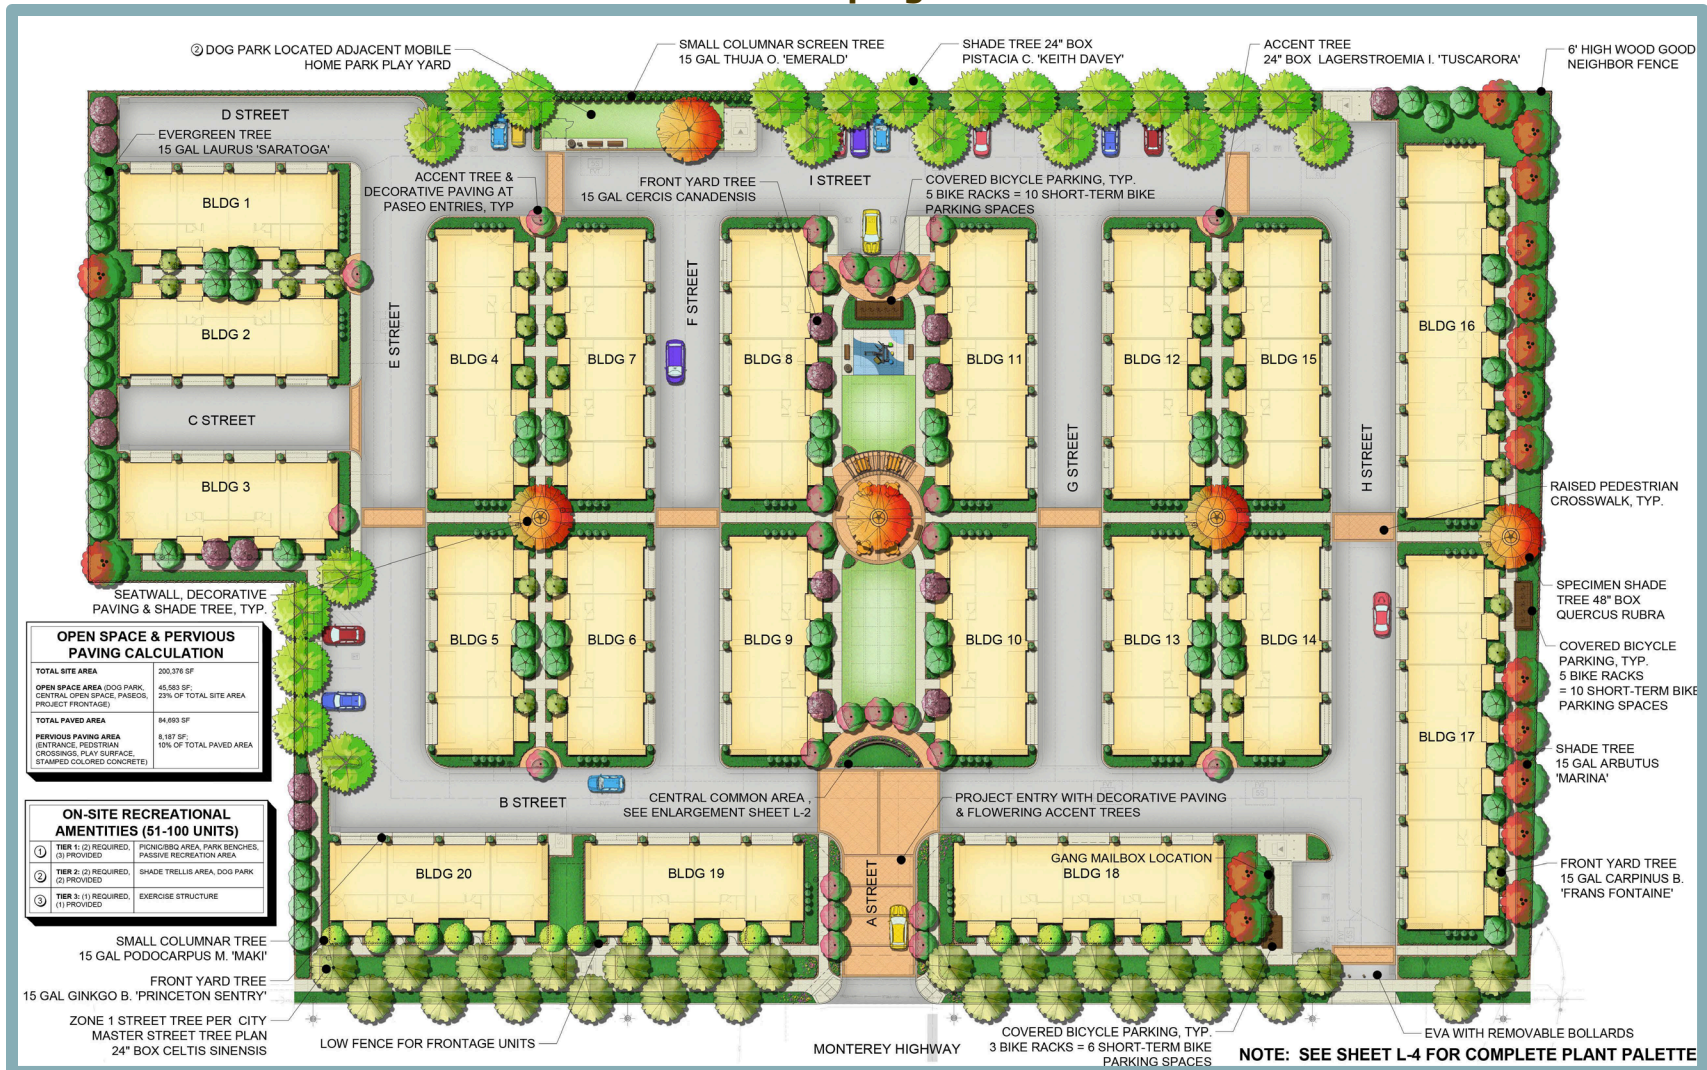 ② DOG PARK LOCATED ADJACENT MOBILE
HOME PARK PLAY YARD
SMALL COLUMNAR SCREEN TREE
15 GAL THUJA O. 'EMERALD'
SHADE TREE 24" BOX
PISTACIA C. 'KEITH DAVEY'
ACCENT TREE
24" BOX LAGERSTROEMIA I. 'TUSCARORA'
6' HIGH WOOD GOOD
NEIGHBOR FENCE
D STREET
EVERGREEN TREE
15 GAL LAURUS 'SARATOGA'
ACCENT TREE &
DECORATIVE PAVING AT
PASEO ENTRIES, TYP
FRONT YARD TREE
15 GAL CERCIS CANADENSIS
I STREET
COVERED BICYCLE PARKING, TYP.
5 BIKE RACKS = 10 SHORT-TERM BIKE
PARKING SPACES
BLDG 1
BLDG 2
E STREET
F STREET
BLDG 4
BLDG 7
BLDG 8
BLDG 11
BLDG 12
BLDG 15
BLDG 16
C STREET
BLDG 3
G STREET
H STREET
RAISED PEDESTRIAN
CROSSWALK, TYP.
SEATWALL, DECORATIVE
PAVING & SHADE TREE, TYP.
SPECIMEN SHADE
TREE 48" BOX
QUERCUS RUBRA
BLDG 5
BLDG 6
BLDG 9
BLDG 10
BLDG 13
BLDG 14
COVERED BICYCLE
PARKING, TYP.
5 BIKE RACKS
= 10 SHORT-TERM BIKE
PARKING SPACES
OPEN SPACE & PERVIOUS
PAVING CALCULATION
TOTAL SITE AREA
200,376 SF
OPEN SPACE AREA (DOG PARK,
CENTRAL OPEN SPACE, PASEOS,
PROJECT FRONTAGE)
45,583 SF;
23% OF TOTAL SITE AREA
TOTAL PAVED AREA
84,693 SF
PERVIOUS PAVING AREA
(ENTRANCE, PEDSTRIAN
CROSSINGS, PLAY SURFACE,
STAMPED COLORED CONCRETE)
8,187 SF;
10% OF TOTAL PAVED AREA
BLDG 17
SHADE TREE
15 GAL ARBUTUS
'MARINA'
B STREET
CENTRAL COMMON AREA ,
SEE ENLARGEMENT SHEET L-2
PROJECT ENTRY WITH DECORATIVE PAVING
& FLOWERING ACCENT TREES
ON-SITE RECREATIONAL
AMENTITIES (51-100 UNITS)
① TIER 1: (2) REQUIRED,
(3) PROVIDED
PICNIC/BBQ AREA, PARK BENCHES,
PASSIVE RECREATION AREA
② TIER 2: (2) REQUIRED,
(2) PROVIDED
SHADE TRELLIS AREA, DOG PARK
③ TIER 3: (1) REQUIRED,
(1) PROVIDED
EXERCISE STRUCTURE
BLDG 20
BLDG 19
A STREET
GANG MAILBOX LOCATION
BLDG 18
FRONT YARD TREE
15 GAL CARPINUS B.
'FRANS FONTAINE'
SMALL COLUMNAR TREE
15 GAL PODOCARPUS M. 'MAKI'
FRONT YARD TREE
15 GAL GINKGO B. 'PRINCETON SENTRY'
ZONE 1 STREET TREE PER CITY
MASTER STREET TREE PLAN
24" BOX CELTIS SINENSIS
LOW FENCE FOR FRONTAGE UNITS
MONTEREY HIGHWAY
COVERED BICYCLE PARKING, TYP.
3 BIKE RACKS = 6 SHORT-TERM BIKE
PARKING SPACES
EVA WITH REMOVABLE BOLLARDS
NOTE: SEE SHEET L-4 FOR COMPLETE PLANT PALETTE